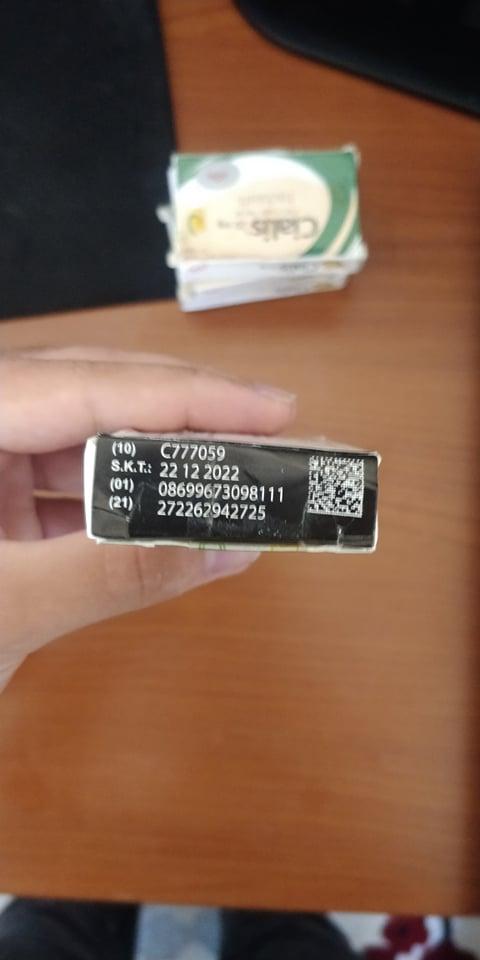 Cialis
(10) C777059
S.K.T.: 22 12 2022
(01) 08699673098111
(21) 272262942725